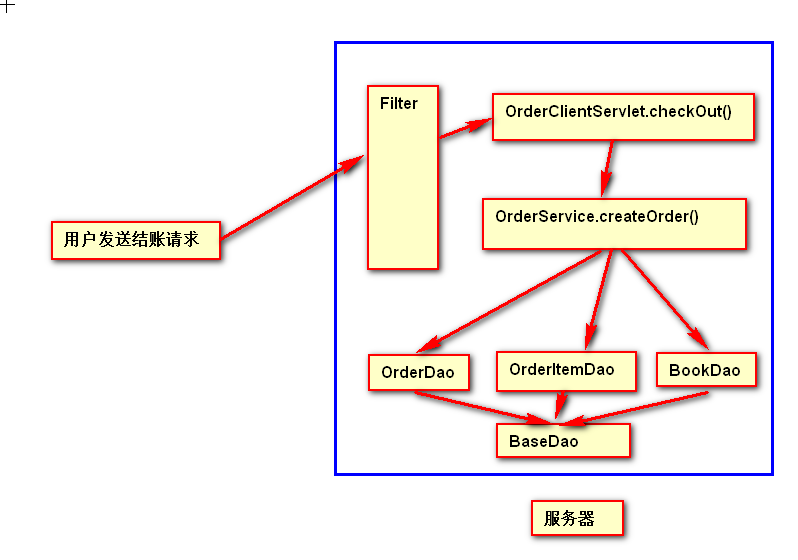 Filter
OrderClientServlet.checkOut()
OrderService.createOrder()
用户发送结账请求
OrderDao
OrderItemDao
BookDao
BaseDao
服务器